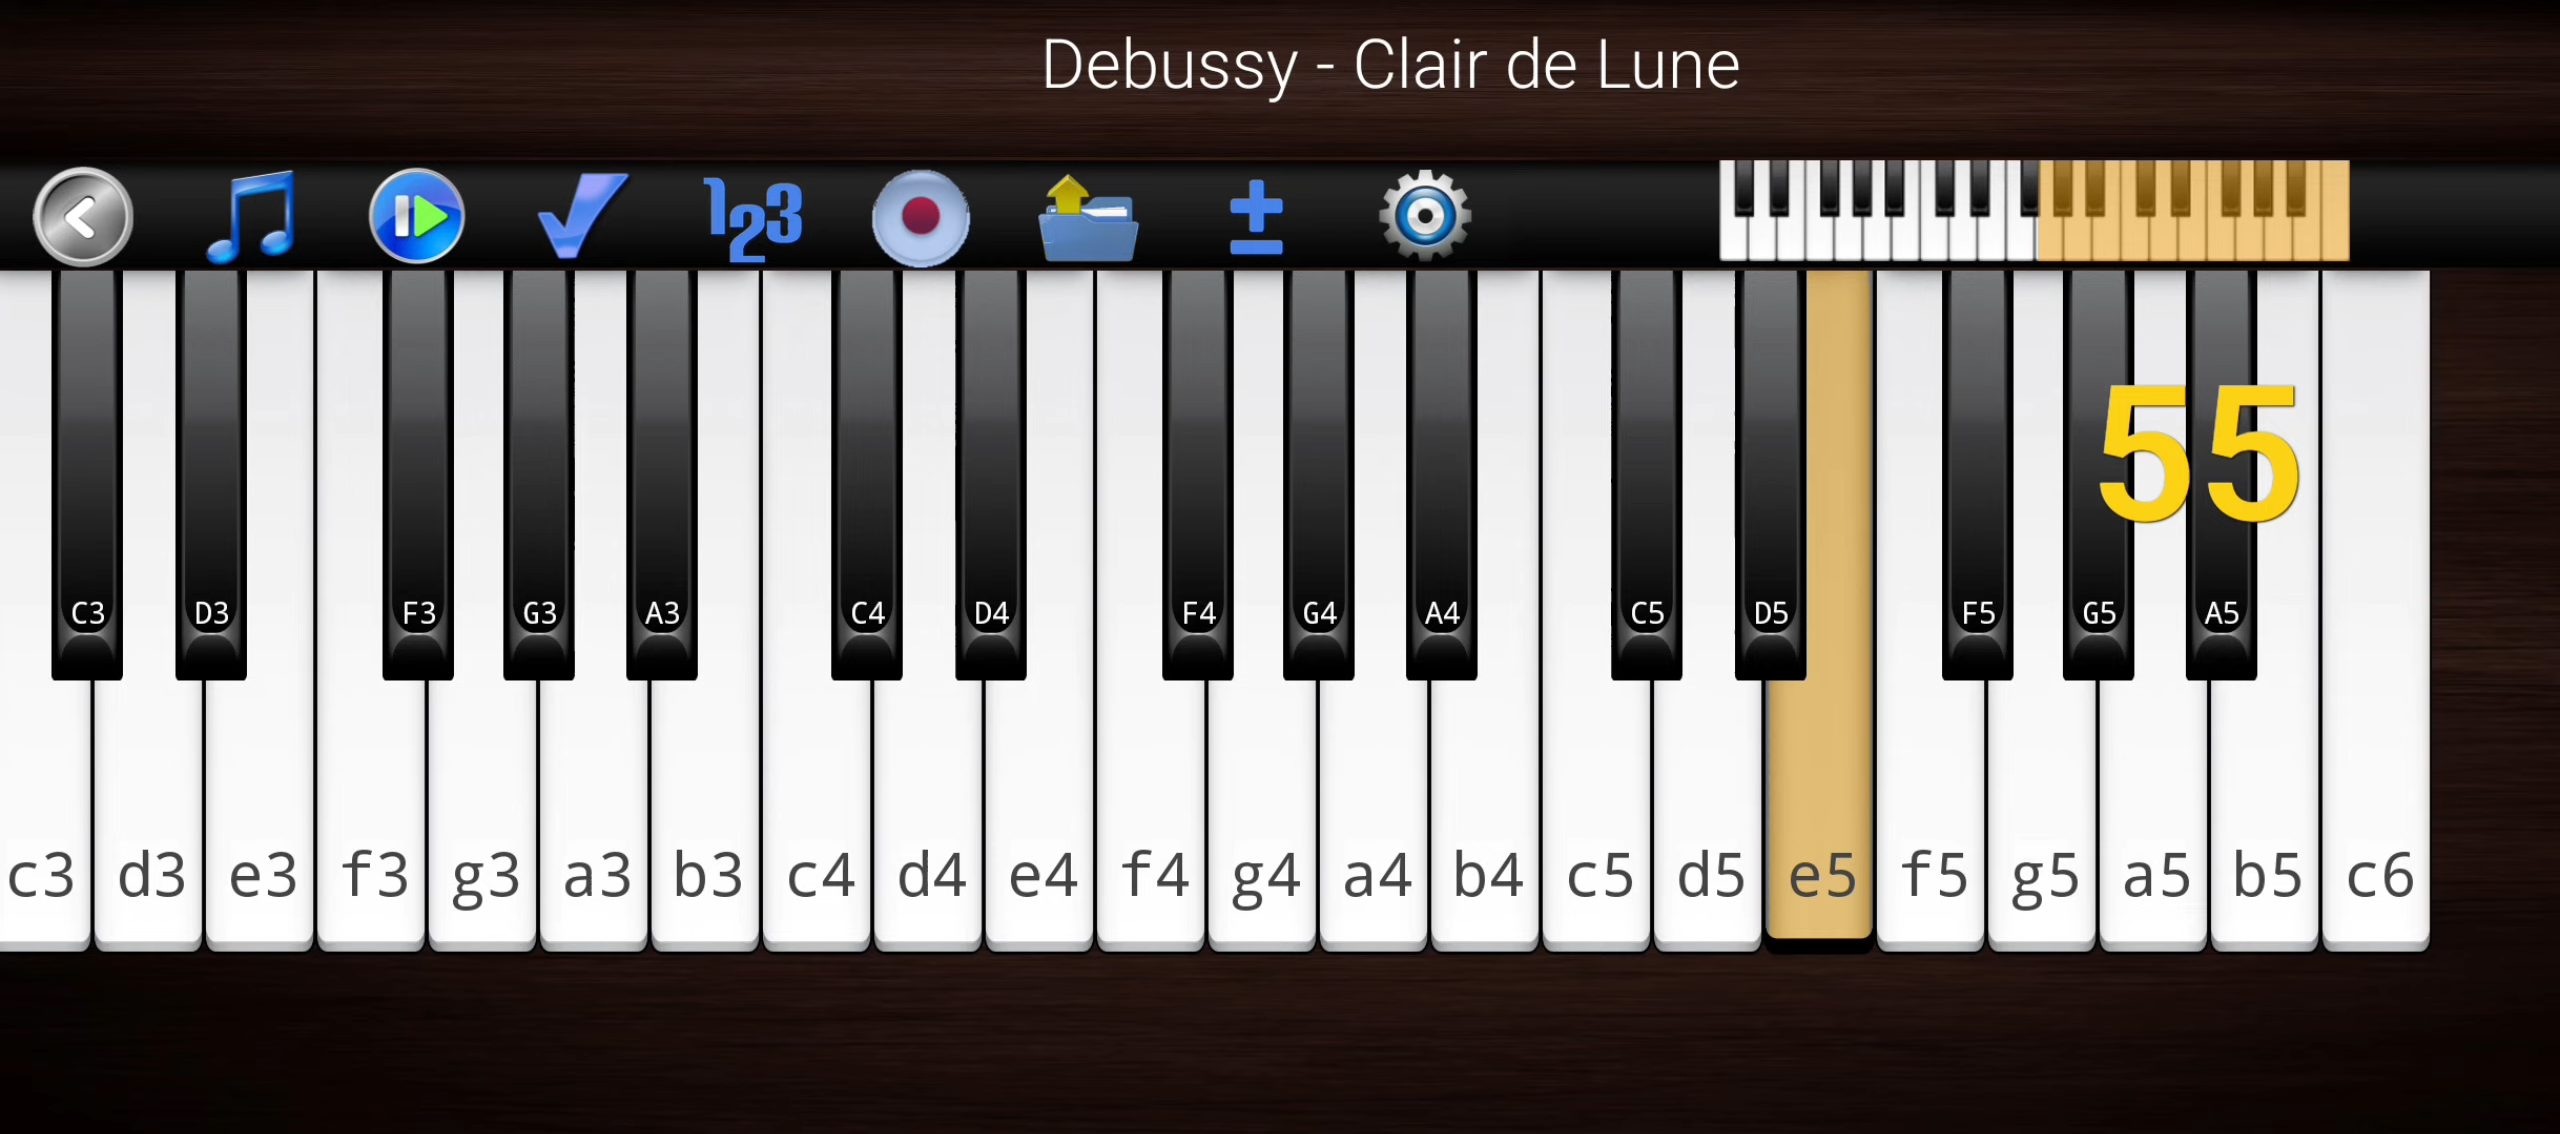 Debussy - Clair de Lune
123
55
C3 D3 F3 G3 A3 C4 D4 F4 G4 A4 C5 D5 F5 G5 A5
c3 d3 e3 f3 g3 a3 b3 c4 d4 e4 f4 g4 a4 b4 c5 d5 e5 f5 g5 a5 b5 c6